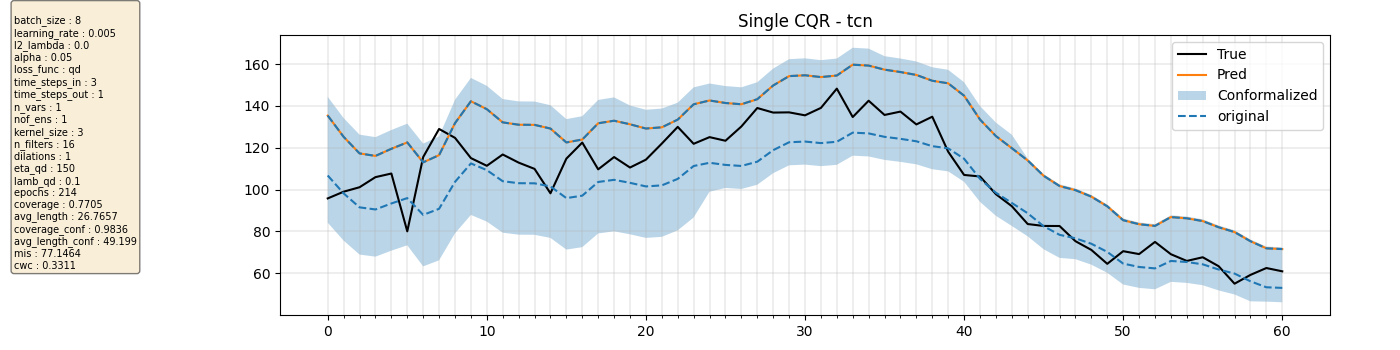 batch_size : 8
learning_rate : 0.005
l2_lambda : 0.0
alpha : 0.05
loss_func : qd
time_steps_in : 3
time_steps_out : 1
n_vars : 1
nof_ens : 1
kernel_size : 3
n_filters : 16
dilations : 1
eta_qd : 150
lamb_qd : 0.1
epochs : 214
coverage : 0.7705
avg_length : 26.7657
coverage_conf : 0.9836
avg_length_conf : 49.199
mis : 77.1464
cwc : 0.3311
Single CQR - tcn
True
Pred
Conformalized
original
160
140
120
100
80
60
0 10 20 30 40 50 60